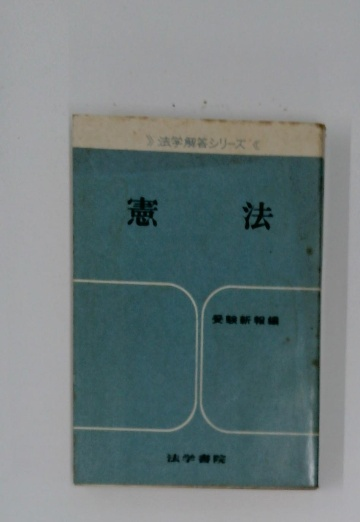 》法学解答シリーズ《
憲法
受験新報編
法学書院